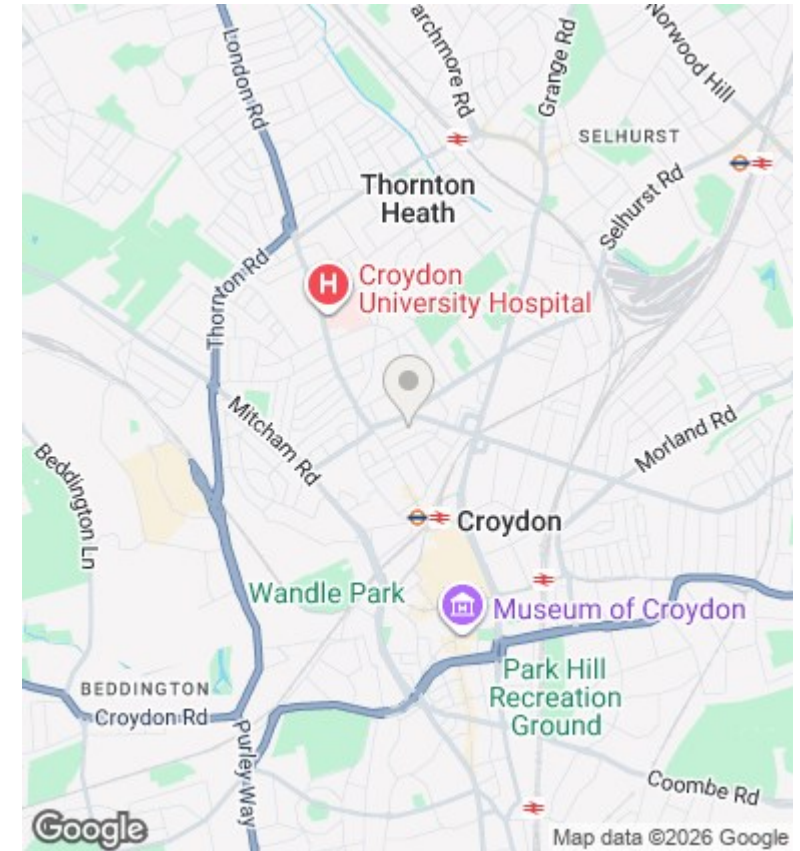 London Rd
archmore Rd
Grange Rd
Norwood Hill
SELHURST
Thornton
Heath
Selhurst Rd
H
Croydon
University Hospital
Thornton Rd
Mitcham Rd
Morland Rd
Beddington Ln
Croydon
Wandle Park
Museum of Croydon
Park Hill
Recreation
Ground
BEDDINGTON
Croydon Rd
Purley Way
Coombe Rd
Google
Map data ©2026 Google